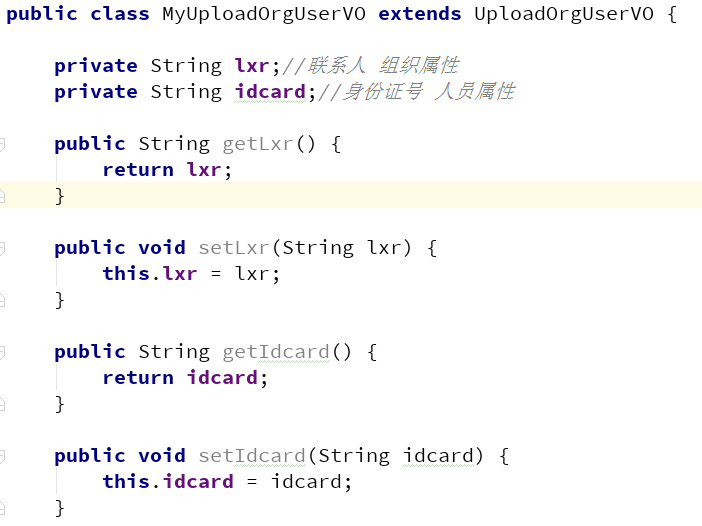 public class MyUploadOrgUserVO extends UploadOrgUserVO {
private String lxr;//联系人 组织属性
private String idcard;//身份证号 人员属性
public String getLxr() {
return lxr;
}
public void setLxr(String lxr) {
this.lxr = lxr;
}
public String getIdcard() {
return idcard;
}
public void setIdcard(String idcard) {
this.idcard = idcard;
}